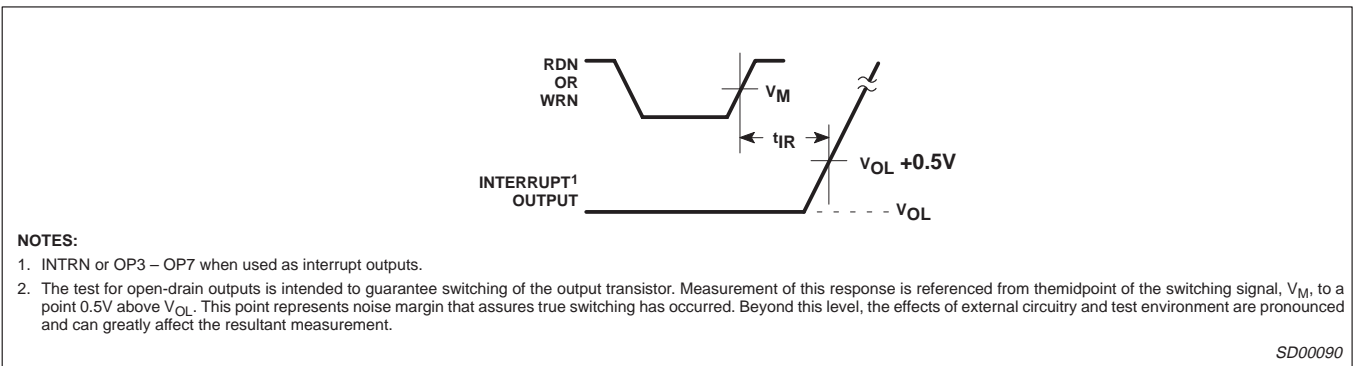 RDN
OR
WRN
VM
tIR
VOL +0.5V
INTERRUPT1
OUTPUT
VOL
NOTES:
1. INTRN or OP3 – OP7 when used as interrupt outputs.
2. The test for open-drain outputs is intended to guarantee switching of the output transistor. Measurement of this response is referenced from themidpoint of the switching signal, VM, to a
point 0.5V above VOL. This point represents noise margin that assures true switching has occurred. Beyond this level, the effects of external circuitry and test environment are pronounced
and can greatly affect the resultant measurement.
SD00090